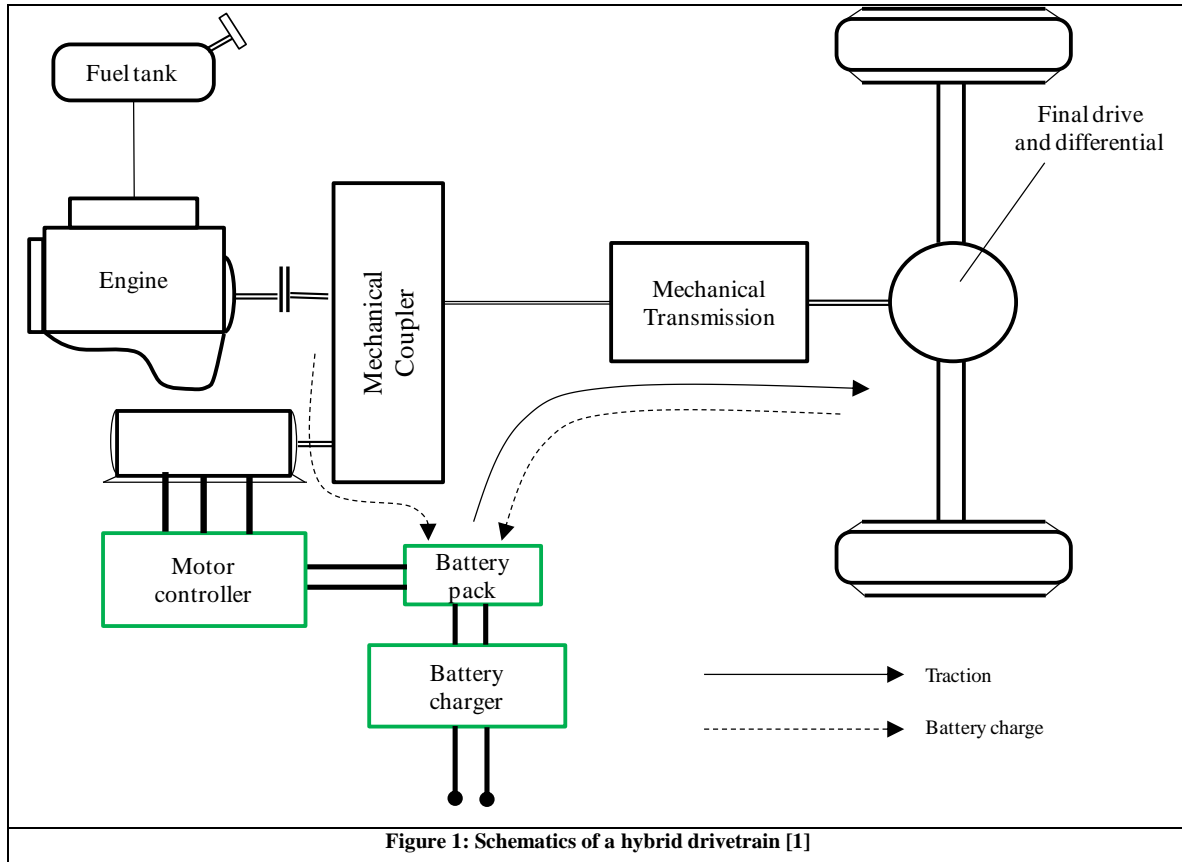 Fuel tank
Final drive
and differential
Engine
Mechanical
Coupler
Mechanical
Transmission
Motor
controller
Battery
pack
Battery
charger
Traction
Battery charge
Figure 1: Schematics of a hybrid drivetrain [1]